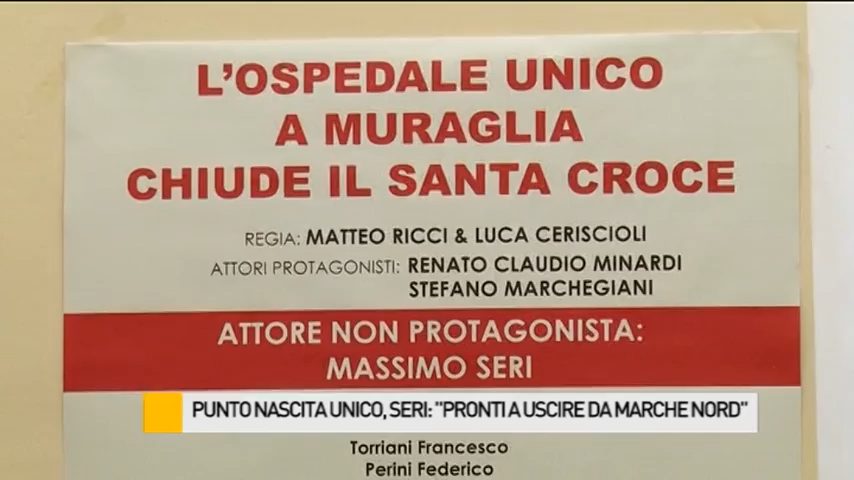 L'OSPEDALE UNICO
A MURAGLIA
CHIUDE IL SANTA CROCE
REGIA: MATTEO RICCI & LUCA CERISCIOLI
ATTORI PROTAGONISTI: RENATO CLAUDIO MINARDI
STEFANO MARCHEGIANI
ATTORE NON PROTAGONISTA:
MASSIMO SERI
PUNTO NASCITA UNICO, SERI: "PRONTI A USCIRE DA MARCHE NORD"
Torriani Francesco
Perini Federico